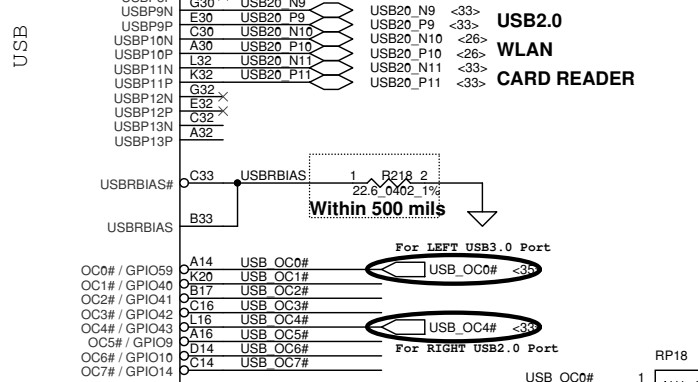 USB
USBP9N G30 USB20_N9 USB20_N9 <33> USB2.0
USBP9P E30 USB20_P9 USB20_P9 <33>
USBP10N C30 USB20_N10 USB20_N10 <26> WLAN
USBP10P A30 USB20_P10 USB20_P10 <26>
USBP11N L32 USB20_N11 USB20_N11 <33> CARD READER
USBP11P K32 USB20_P11 USB20_P11 <33>
USBP12N G32
USBP12P E32
USBP13N C32
USBP13P A32
USBRBIAS# C33 USBRBIAS 1 R218 2
22.6_0402_1%
Within 500 mils
USBRBIAS B33
For LEFT USB3.0 Port
OC0# / GPIO59 A14 USB_OC0# USB_OC0# <35>
OC1# / GPIO40 K20 USB_OC1#
OC2# / GPIO41 B17 USB_OC2#
OC3# / GPIO42 C16 USB_OC3#
OC4# / GPIO43 L16 USB_OC4# USB_OC4# <33>
OC5# / GPIO9 A16 USB_OC5#
For RIGHT USB2.0 Port
OC6# / GPIO10 D14 USB_OC6#
OC7# / GPIO14 C14 USB_OC7#
RP18
USB_OC0# 1